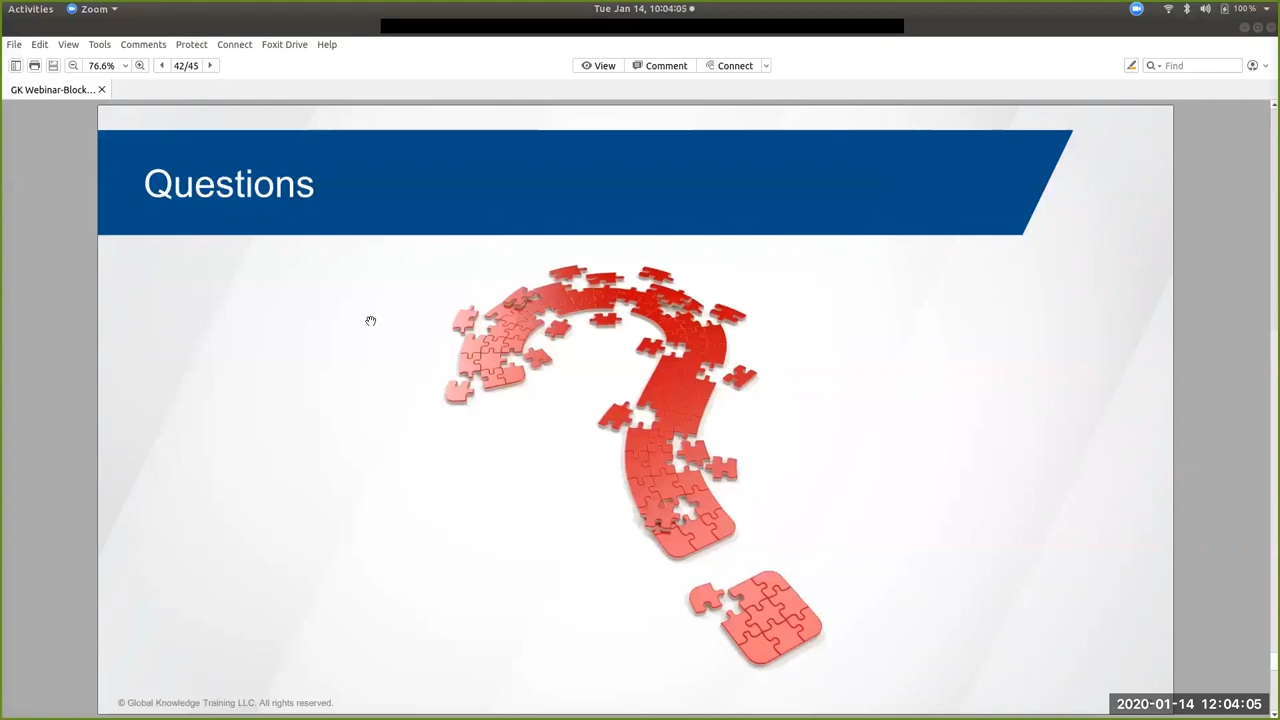 Activities Zoom Tue Jan 14, 10:04:05 100 %
File Edit View Tools Comments Protect Connect Foxit Drive Help
76.6% 42/45 View Comment Connect Find
GK Webinar-Block...
Questions
© Global Knowledge Training LLC. All rights reserved.
2020-01-14 12:04:05